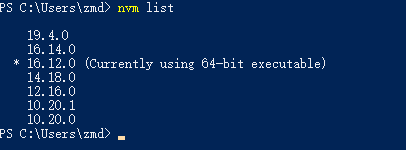 PS C:\Users\zmd> nvm list
19.4.0
16.14.0
* 16.12.0 (Currently using 64-bit executable)
14.18.0
12.16.0
10.20.1
10.20.0
PS C:\Users\zmd>